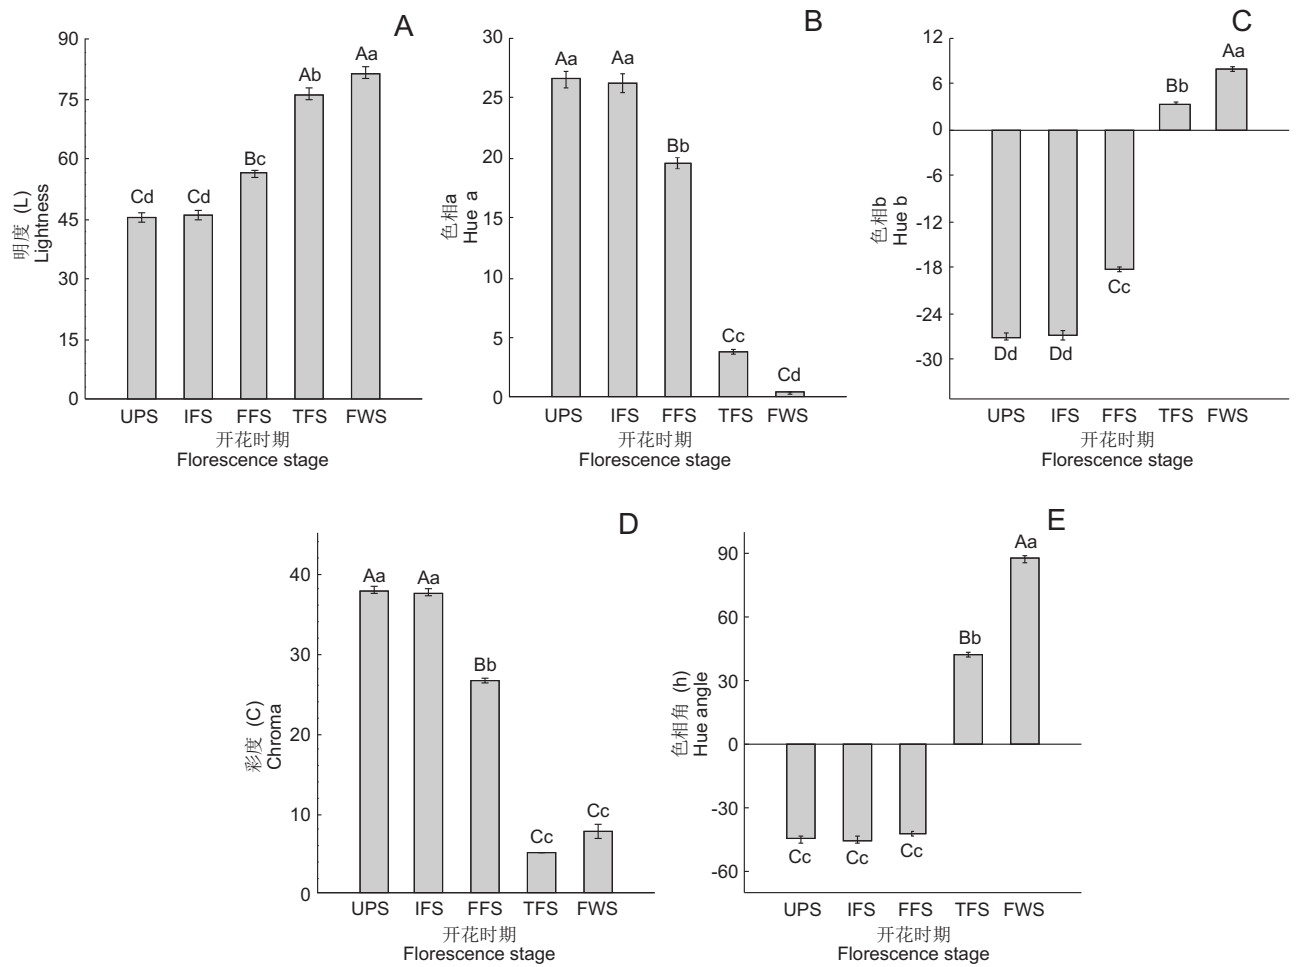 A
90
75
60
45
30
15
0
明度 (L)
Lightness
Cd
Cd
Bc
Ab
Aa
UPS IFS FFS TFS FWS
开花时期
Florescence stage
B
30
25
20
15
10
5
0
色相a
Hue a
Aa
Aa
Bb
Cc
Cd
UPS IFS FFS TFS FWS
开花时期
Florescence stage
C
12
6
0
-6
-12
-18
-24
-30
色相b
Hue b
Dd
Dd
Cc
Bb
Aa
UPS IFS FFS TFS FWS
开花时期
Florescence stage
D
40
30
20
10
0
彩度 (C)
Chroma
Aa
Aa
Bb
Cc
Cc
UPS IFS FFS TFS FWS
开花时期
Florescence stage
E
90
60
30
0
-30
-60
色相角 (h)
Hue angle
Cc
Cc
Cc
Bb
Aa
UPS IFS FFS TFS FWS
开花时期
Florescence stage